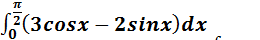 ∫₀^{π/2}(3cosx − 2sinx)dx